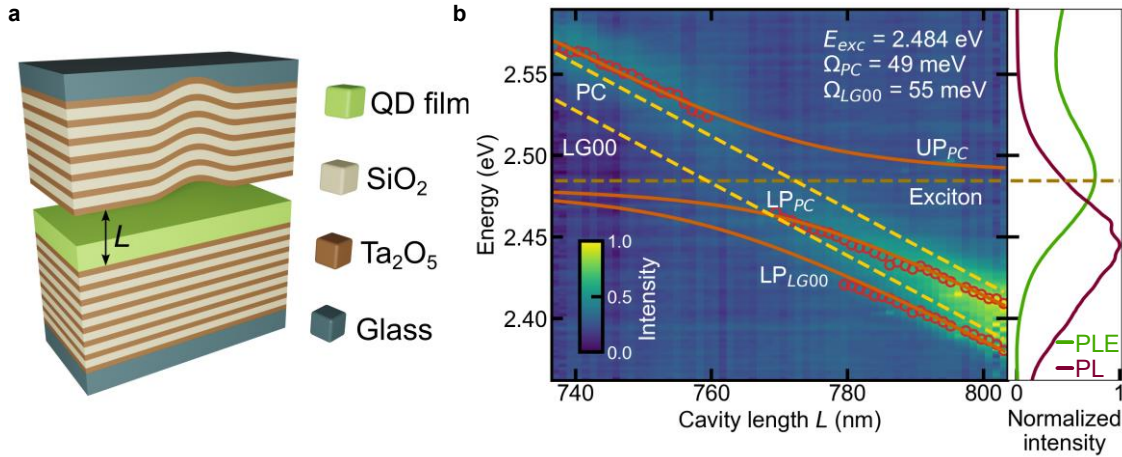 a
QD film
SiO₂
Ta₂O₅
Glass
L
b
E_exc = 2.484 eV
Ω_PC = 49 meV
Ω_LG00 = 55 meV
PC
LG00
UP_PC
Exciton
LP_PC
LP_LG00
1.0
0.5
0.0
Intensity
Energy (eV)
2.55
2.50
2.45
2.40
740
760
780
800
Cavity length L (nm)
PLE
PL
0
1
Normalized
intensity